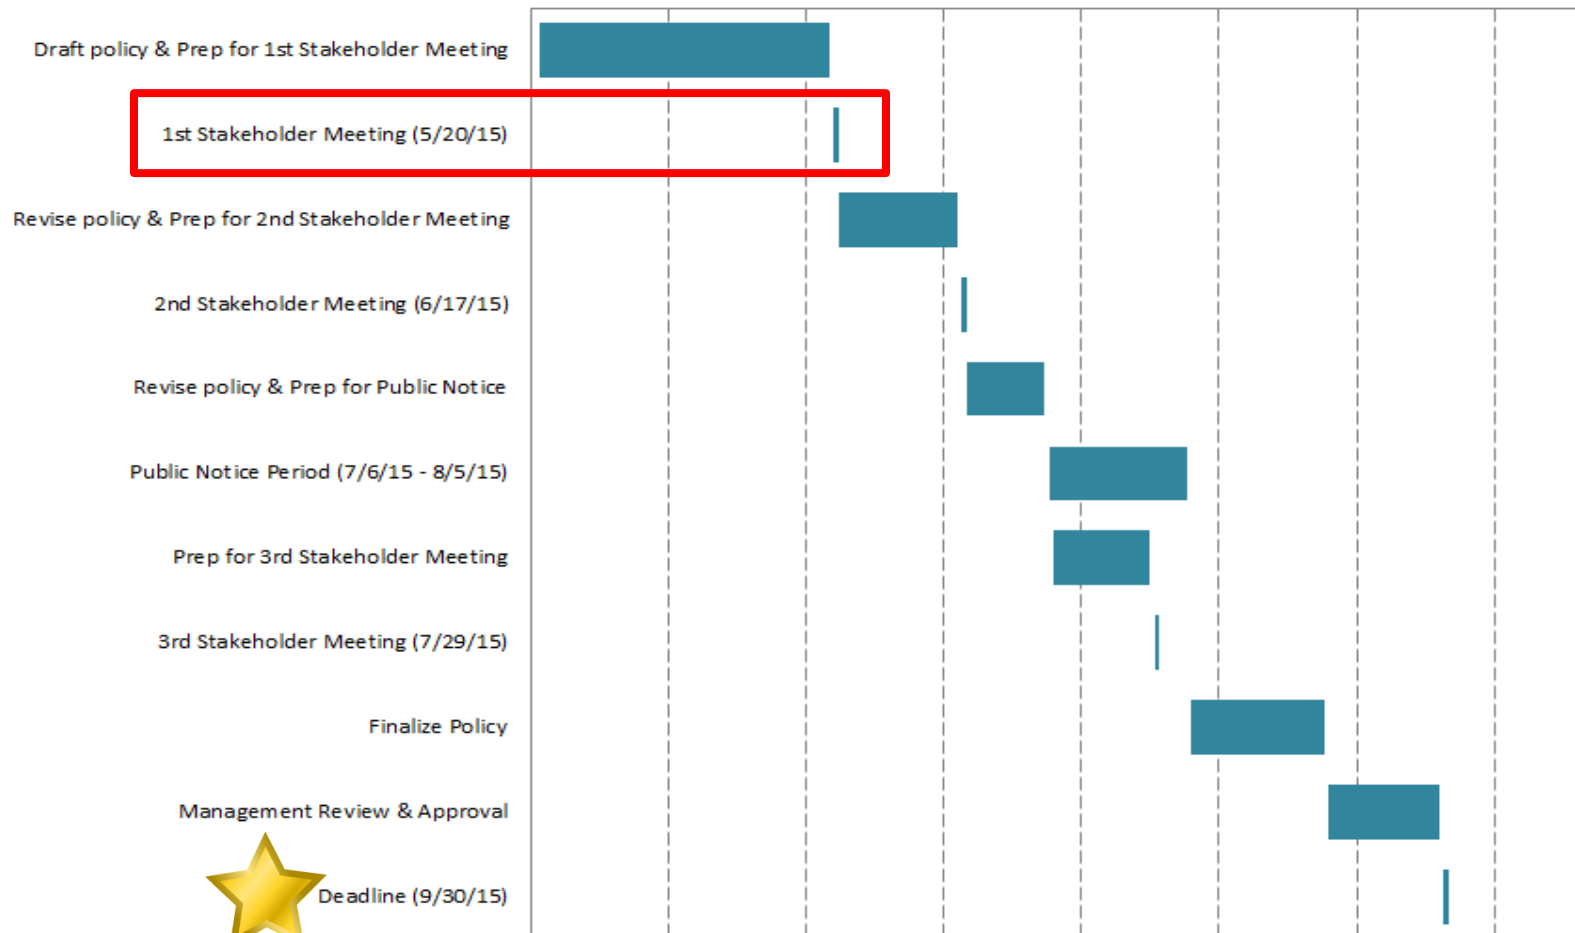 Draft policy & Prep for 1st Stakeholder Meeting
1st Stakeholder Meeting (5/20/15)
Revise policy & Prep for 2nd Stakeholder Meeting
2nd Stakeholder Meeting (6/17/15)
Revise policy & Prep for Public Notice
Public Notice Period (7/6/15 - 8/5/15)
Prep for 3rd Stakeholder Meeting
3rd Stakeholder Meeting (7/29/15)
Finalize Policy
Management Review & Approval
Deadline (9/30/15)